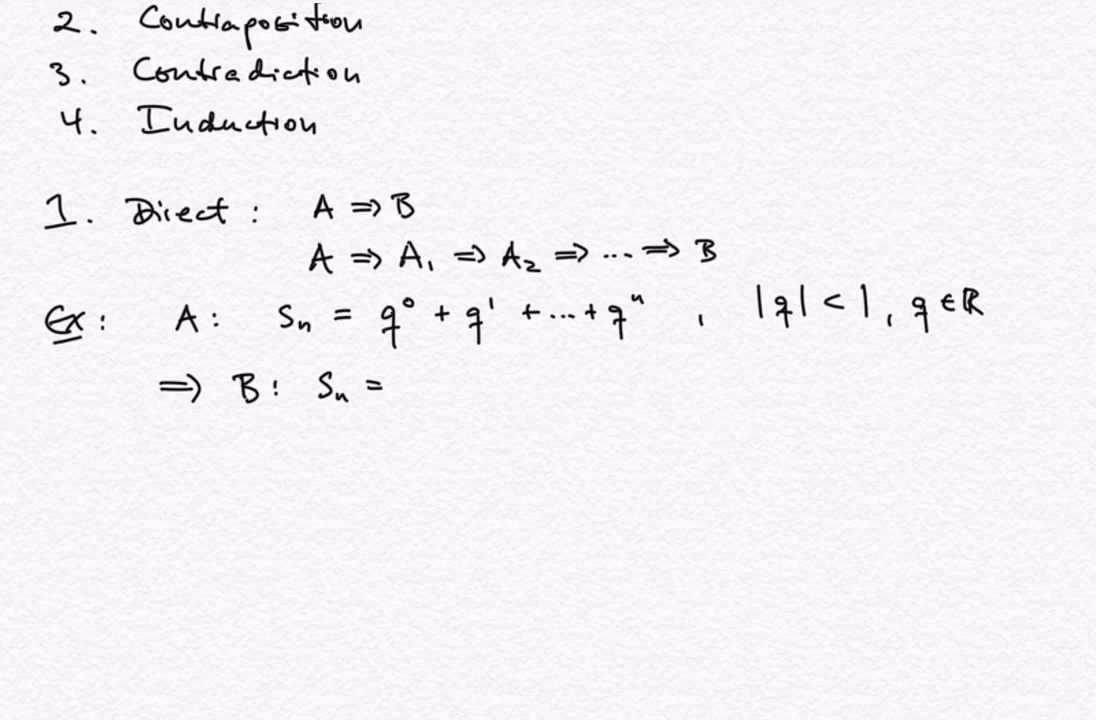 2. Contraposition
3. Contradiction
4. Induction
1. Direct : A ⇒ B
A ⇒ A₁ ⇒ A₂ ⇒ ... ⇒ B
Ex : A : Sₙ = q⁰ + q¹ + ... + qⁿ , |q| < 1, q ∈ ℝ
⇒ B : Sₙ =